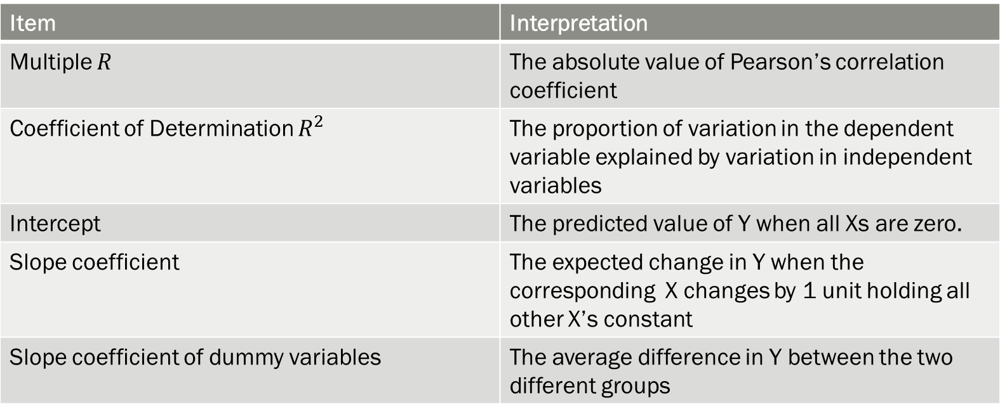 Item
Interpretation
Multiple R
The absolute value of Pearson’s correlation
coefficient
Coefficient of Determination R²
The proportion of variation in the dependent
variable explained by variation in independent
variables
Intercept
The predicted value of Y when all Xs are zero.
Slope coefficient
The expected change in Y when the
corresponding X changes by 1 unit holding all
other X’s constant
Slope coefficient of dummy variables
The average difference in Y between the two
different groups